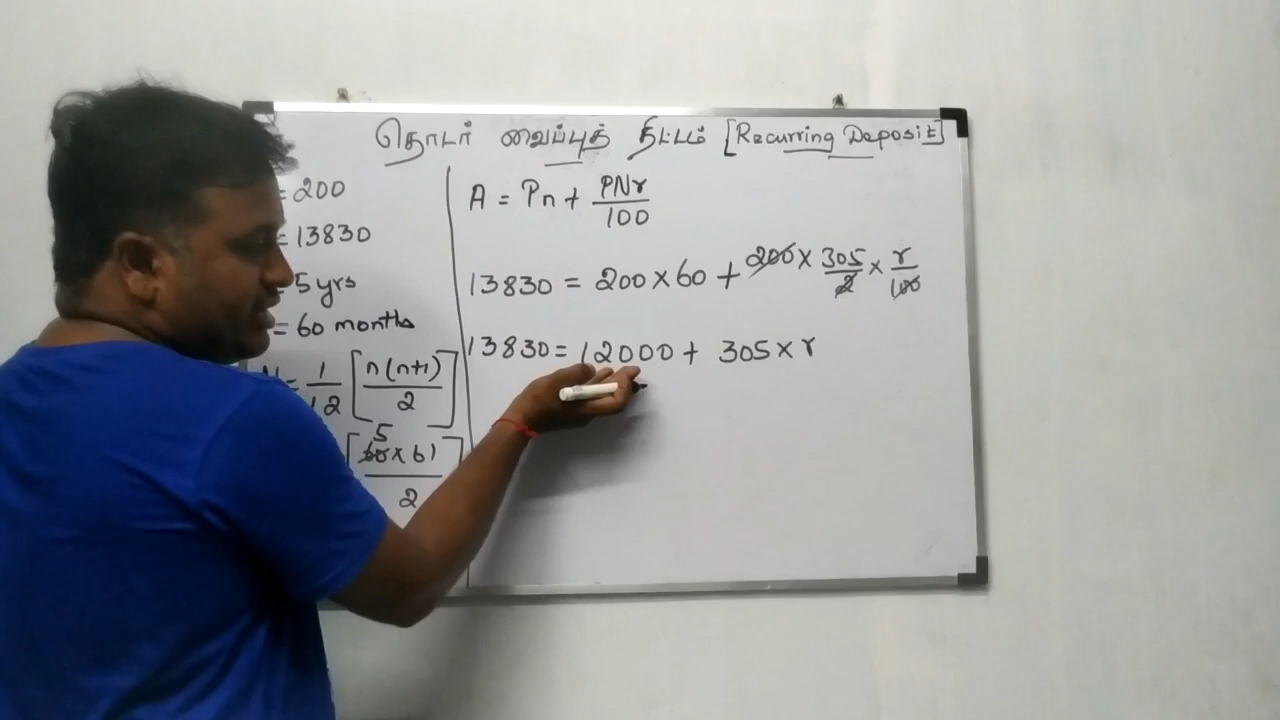 தொடர் வைப்புத் திட்டம் [Recurring Deposit]
= 200
= 13830
= 5 yrs
= 60 months
N = 1/12 [n(n+1)/2]
[5 60 x 61/2]
A = Pn + PNr/100
13830 = 200 x 60 + 200 x 305/2 x r/100
13830 = 12000 + 305 x r